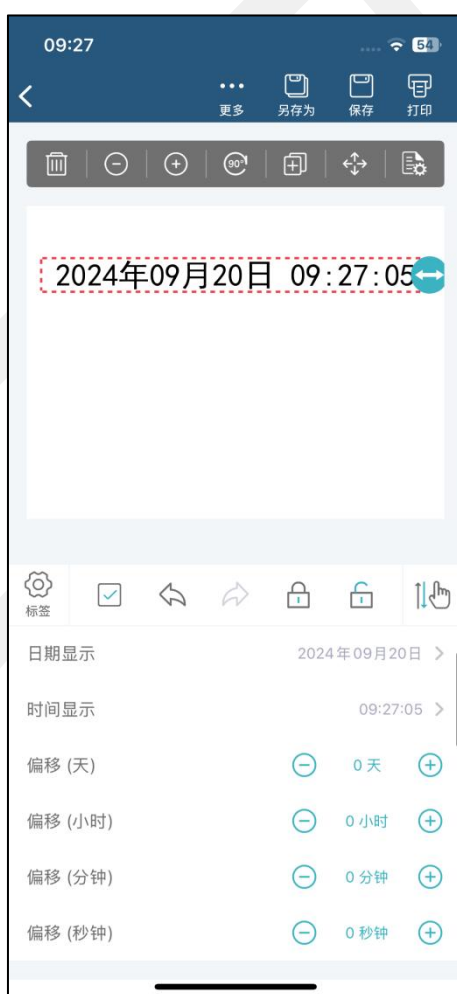 09:27
54
更多 另存为 保存 打印
90°
2024年09月20日 09:27:05
标签
日期显示 2024年09月20日
时间显示 09:27:05
偏移 (天) 0 天
偏移 (小时) 0 小时
偏移 (分钟) 0 分钟
偏移 (秒钟) 0 秒钟